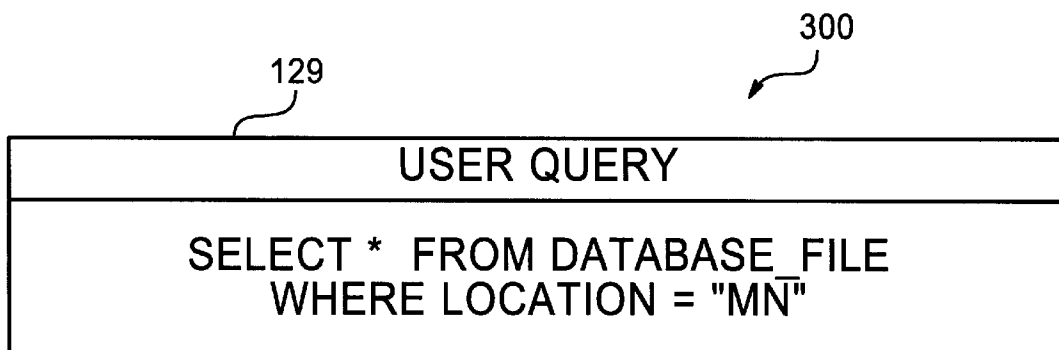 300
129
USER QUERY
SELECT * FROM DATABASE_FILE
WHERE LOCATION = "MN"